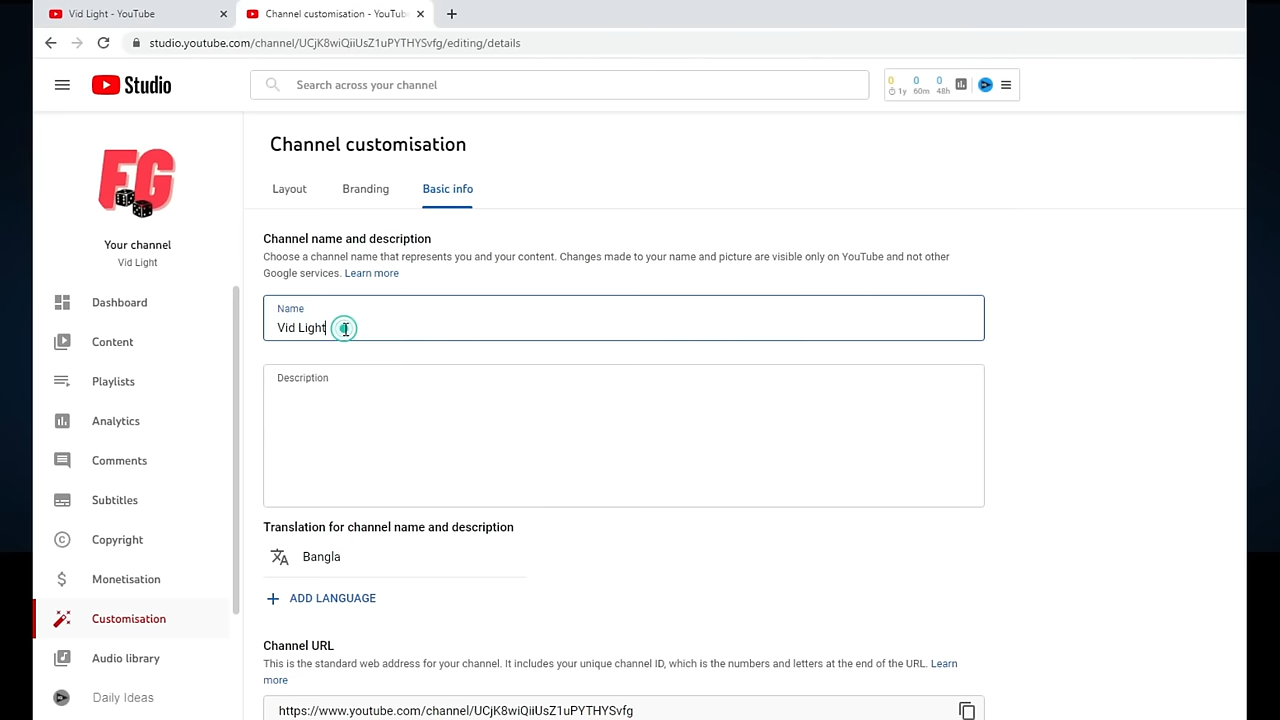 Vid Light - YouTube
Channel customisation - YouTube
studio.youtube.com/channel/UCjK8wiQiiUsZ1uPYTHYSvfg/editing/details
Studio
Search across your channel
0 0 0
1y 60m 48h
FG
Your channel
Vid Light
Dashboard
Content
Playlists
Analytics
Comments
Subtitles
Copyright
Monetisation
Customisation
Audio library
Daily Ideas
Channel customisation
Layout Branding Basic info
Channel name and description
Choose a channel name that represents you and your content. Changes made to your name and picture are visible only on YouTube and not other
Google services. Learn more
Name
Vid Light
Description
Translation for channel name and description
Bangla
ADD LANGUAGE
Channel URL
This is the standard web address for your channel. It includes your unique channel ID, which is the numbers and letters at the end of the URL. Learn
more
https://www.youtube.com/channel/UCjK8wiQiiUsZ1uPYTHYSvfg